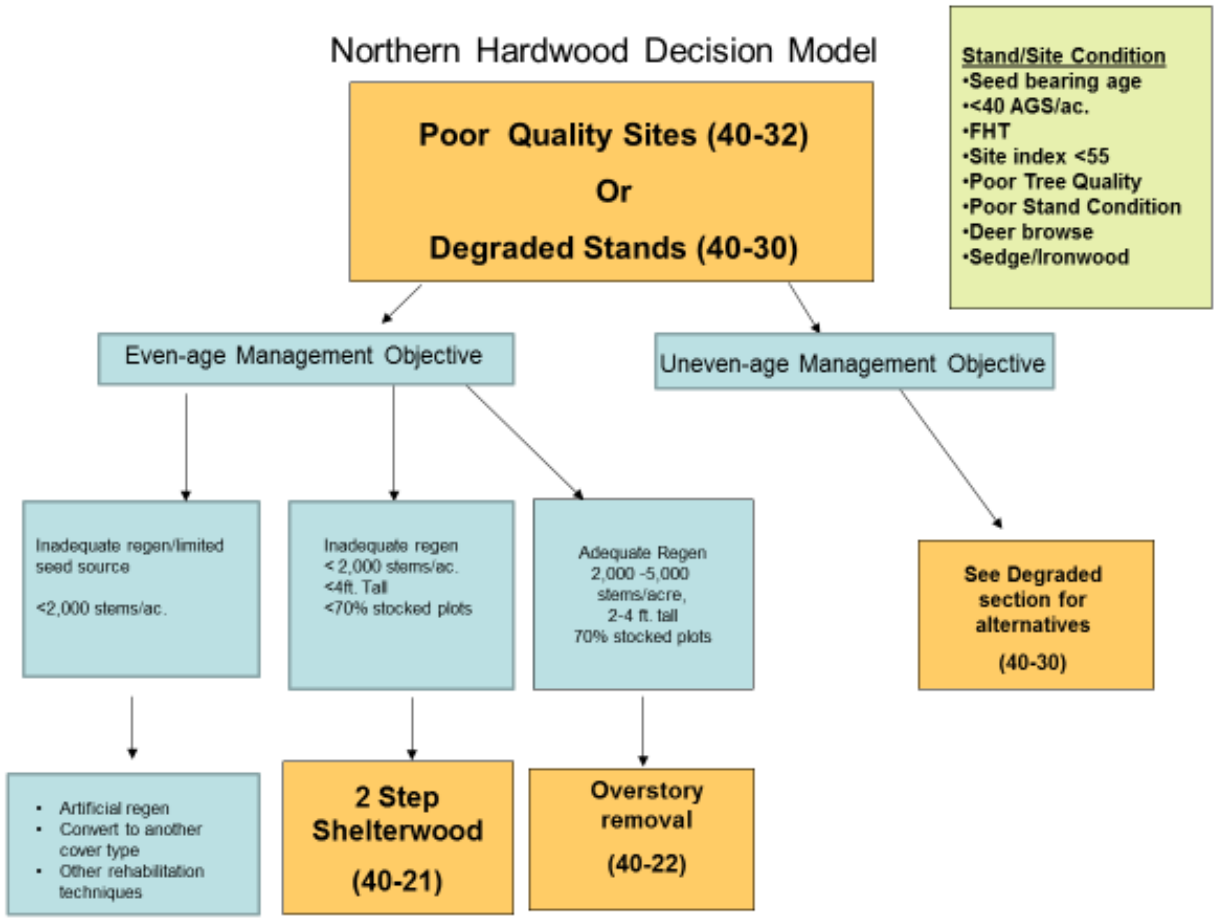 Northern Hardwood Decision Model
Stand/Site Condition
•Seed bearing age
•<40 AGS/ac.
•FHT
•Site index <55
•Poor Tree Quality
•Poor Stand Condition
•Deer browse
•Sedge/Ironwood
Poor Quality Sites (40-32)
Or
Degraded Stands (40-30)
Even-age Management Objective
Uneven-age Management Objective
Inadequate regen/limited
seed source
<2,000 stems/ac.
Inadequate regen
< 2,000 stems/ac.
<4ft. Tall
<70% stocked plots
Adequate Regen
2,000 -5,000
stems/acre,
2-4 ft. tall
70% stocked plots
See Degraded
section for
alternatives
(40-30)
• Artificial regen
• Convert to another
cover type
• Other rehabilitation
techniques
2 Step
Shelterwood
(40-21)
Overstory
removal
(40-22)